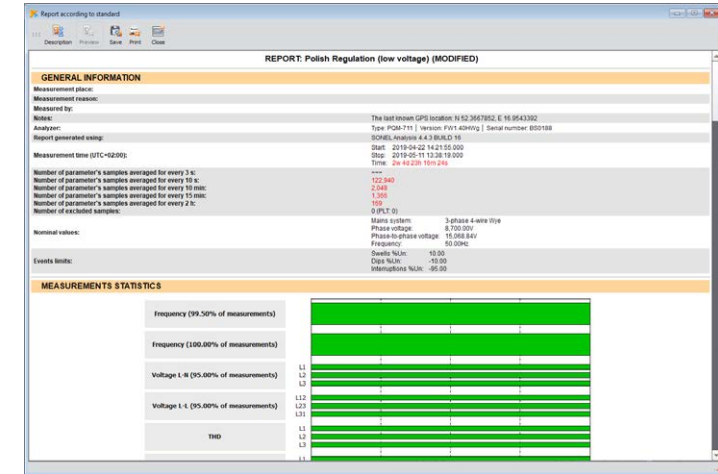 Report according to standard
Description Preview Save Print Close
REPORT: Polish Regulation (low voltage) (MODIFIED)
GENERAL INFORMATION
Measurement place:
Measurement reason:
Measured by:
Notes: The last known GPS location: N 52.3667852, E 16.9543392
Analyzer: Type: PQM-711 | Version: FW1.40HWg | Serial number: BS0188
Report generated using: SONEL Analysis 4.4.3 BUILD 16
Start: 2019-04-22 14:21:55.000
Measurement time (UTC+02:00): Stop: 2019-05-11 13:38:19.000
Time: 2w 4d 23h 16m 24s
Number of parameter's samples averaged for every 3 s: ---
Number of parameter's samples averaged for every 10 s: 122,940
Number of parameter's samples averaged for every 10 min: 2,049
Number of parameter's samples averaged for every 15 min: 1,365
Number of parameter's samples averaged for every 2 h: 169
Number of excluded samples: 0 (PLT: 0)
Mains system: 3-phase 4-wire Wye
Nominal values: Phase voltage: 8,700.00V
Phase-to-phase voltage: 15,068.84V
Frequency: 50.00Hz
Swells %Un: 10.00
Events limits: Dips %Un: -10.00
Interruptions %Un: -95.00
MEASUREMENTS STATISTICS
Frequency (99.50% of measurements)
Frequency (100.00% of measurements)
L1
Voltage L-N (95.00% of measurements) L2
L3
L12
Voltage L-L (95.00% of measurements) L23
L31
L1
THD L2
L3
L1